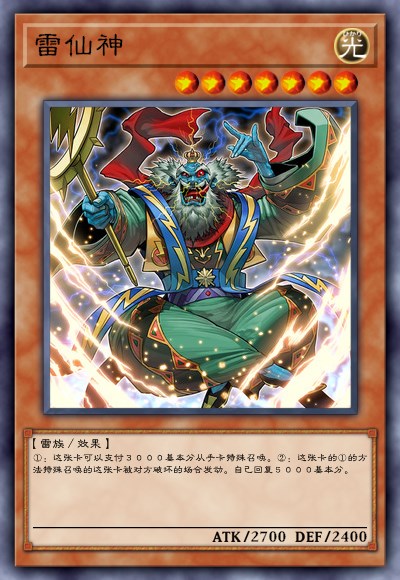 雷仙神
ひかり
光
【雷族／效果】
①：这张卡可以支付３０００基本分从手卡特殊召唤。②：这张卡的①的方
法特殊召唤的这张卡被对方破坏的场合发动。自己回复５０００基本分。
ATK/2700 DEF/2400